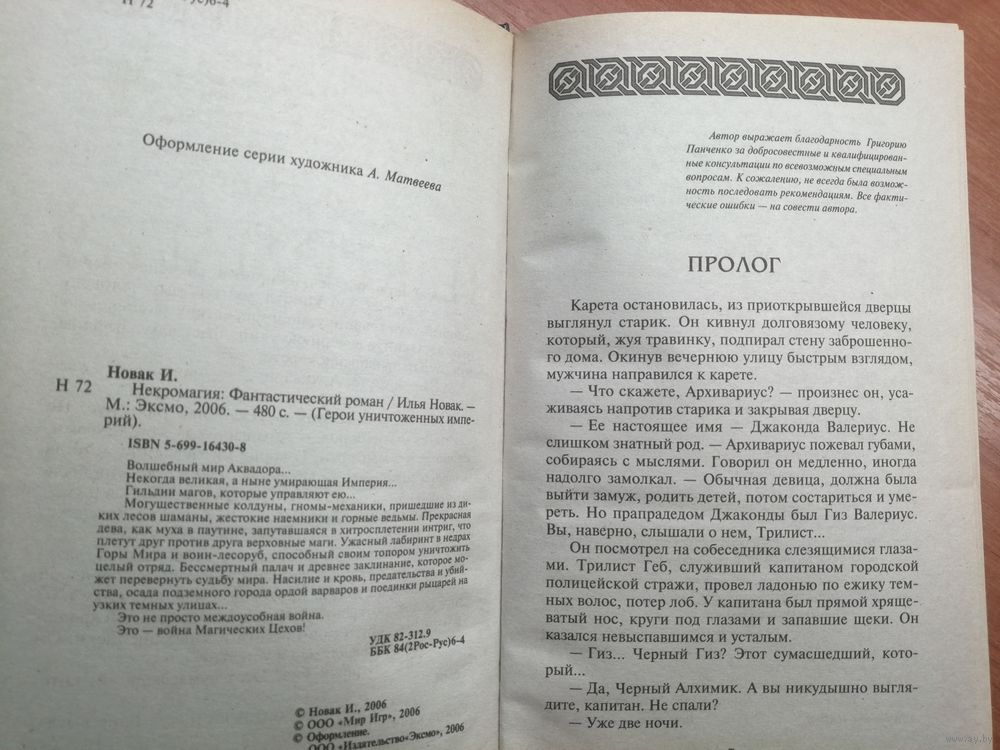 Н 72
Рус)6-4
Оформление серии художника А. Матвеева
Новак И.
Н 72
Некромагия: Фантастический роман / Илья Новак. —
М.: Эксмо, 2006. — 480 с. — (Герои уничтоженных импе-
рий).
ISBN 5-699-16430-8
Волшебный мир Аквадора...
Некогда великая, а ныне умирающая Империя...
Гильдии магов, которые управляют ею...
Могущественные колдуны, гномы-механики, пришедшие из ди-
ких лесов шаманы, жестокие наемники и горные ведьмы. Прекрасная
дева, как муха в паутине, запутавшаяся в хитросплетении интриг, что
плетут друг против друга верховные маги. Ужасный лабиринт в недрах
Горы Мира и воин-лесоруб, способный своим топором уничтожить
целый отряд. Бессмертный палач и древнее заклинание, которое мо-
жет перевернуть судьбу мира. Насилие и кровь, предательства и убий-
ства, осада подземного города ордой варваров и поединки рыцарей на
узких темных улицах...
Это не просто междоусобная война.
Это — война Магических Цехов!
УДК 82-312.9
ББК 84(2Рос-Рус)6-4
© Новак И., 2006
© ООО «Мир Игр», 2006
© Оформление.
ООО «Издательство «Эксмо», 2006
Автор выражает благодарность Григорию
Панченко за добросовестные и квалифицирован-
ные консультации по всевозможным специальным
вопросам. К сожалению, не всегда была возмож-
ность последовать рекомендациям. Все факти-
ческие ошибки — на совести автора.
ПРОЛОГ
Карета остановилась, из приоткрывшейся дверцы
выглянул старик. Он кивнул долговязому человеку,
который, жуя травинку, подпирал стену заброшенно-
го дома. Окинув вечернюю улицу быстрым взглядом,
мужчина направился к карете.
— Что скажете, Архивариус? — произнес он, уса-
живаясь напротив старика и закрывая дверцу.
— Ее настоящее имя — Джаконда Валериус. Не
слишком знатный род. — Архивариус пожевал губами,
собираясь с мыслями. Говорил он медленно, иногда
надолго замолкал. — Обычная девица, должна была
выйти замуж, родить детей, потом состариться и уме-
реть. Но прапрадедом Джаконды был Гиз Валериус.
Вы, наверно, слышали о нем, Трилист...
Он посмотрел на собеседника слезящимися глаза-
ми. Трилист Геб, служивший капитаном городской
полицейской стражи, провел ладонью по ежику тем-
ных волос, потер лоб. У капитана был прямой хряще-
ватый нос, круги под глазами и запавшие щеки. Он
казался невыспавшимся и усталым.
— Гиз... Черный Гиз? Этот сумасшедший, кото-
рый...
— Да, Черный Алхимик. А вы никудышно выгля-
дите, капитан. Не спали?
— Уже две ночи.
www.ay.by